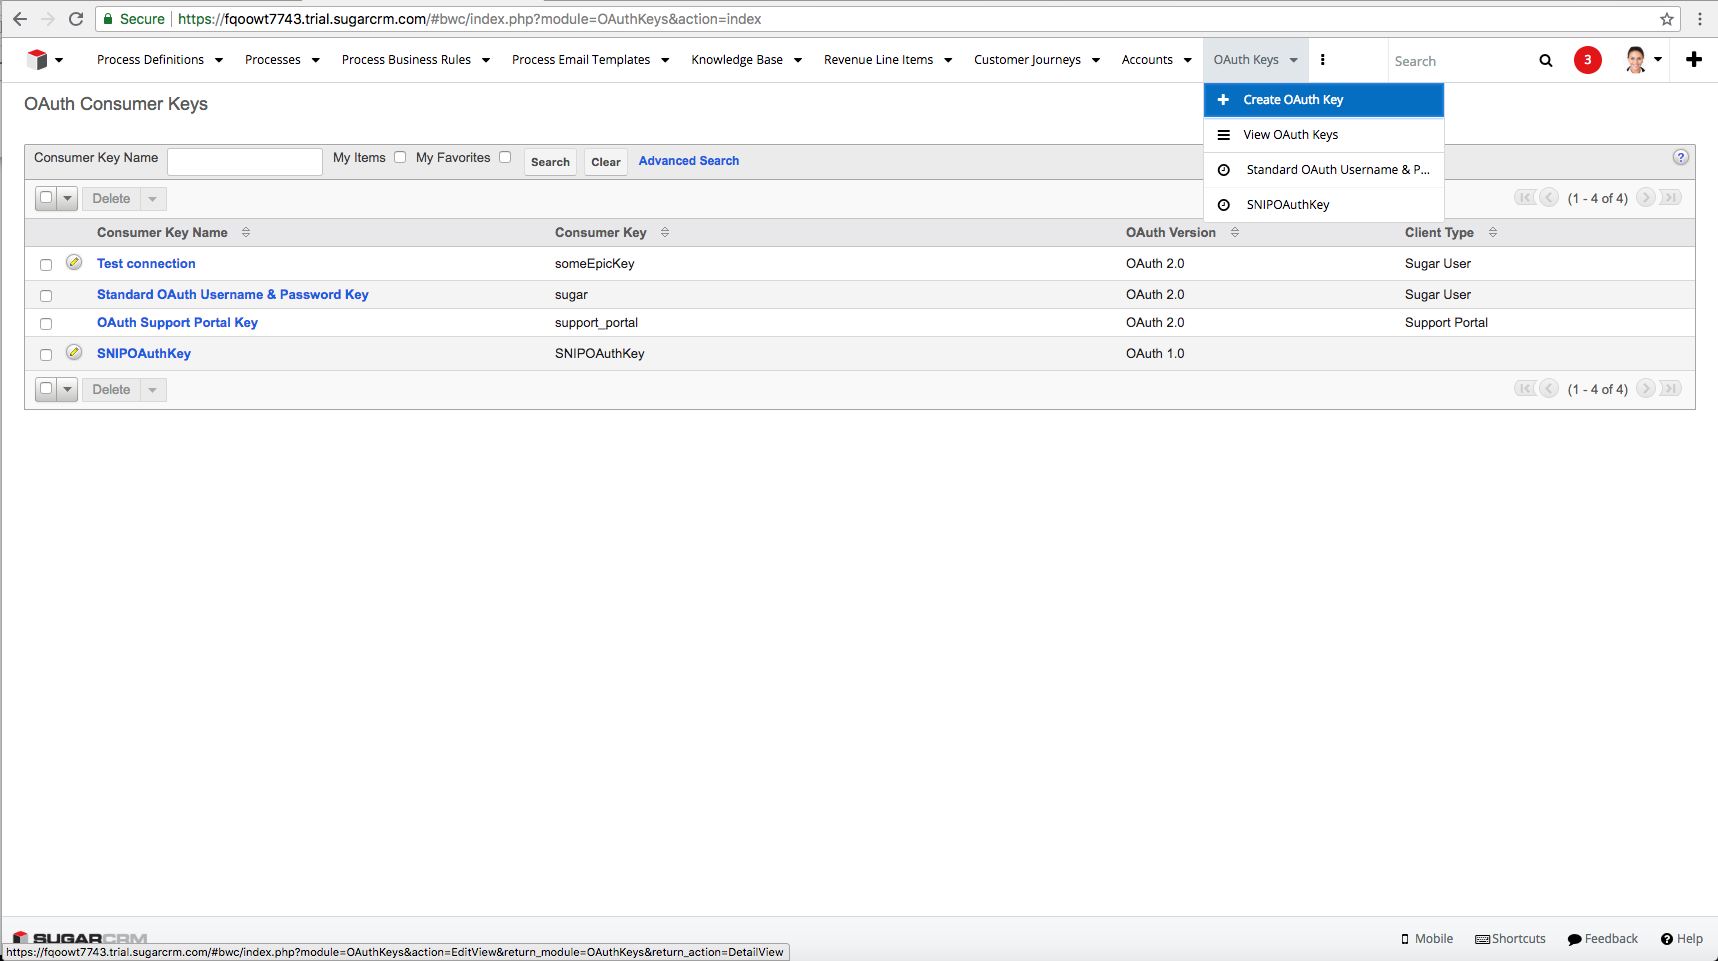 Secure https://fqoowt7743.trial.sugarcrm.com/#bwc/index.php?module=OAuthKeys&action=index
Process Definitions Processes Process Business Rules Process Email Templates Knowledge Base Revenue Line Items Customer Journeys Accounts OAuth Keys Search 3
OAuth Consumer Keys
Create OAuth Key
View OAuth Keys
Standard OAuth Username & P...
SNIPOAuthKey
Consumer Key Name My Items My Favorites Search Clear Advanced Search ?
Delete (1 - 4 of 4)
Consumer Key Name Consumer Key OAuth Version Client Type
Test connection someEpicKey OAuth 2.0 Sugar User
Standard OAuth Username & Password Key sugar OAuth 2.0 Sugar User
OAuth Support Portal Key support_portal OAuth 2.0 Support Portal
SNIPOAuthKey SNIPOAuthKey OAuth 1.0
Delete (1 - 4 of 4)
SUGARCRM Mobile Shortcuts Feedback Help
https://fqoowt7743.trial.sugarcrm.com/#bwc/index.php?module=OAuthKeys&action=EditView&return_module=OAuthKeys&return_action=DetailView